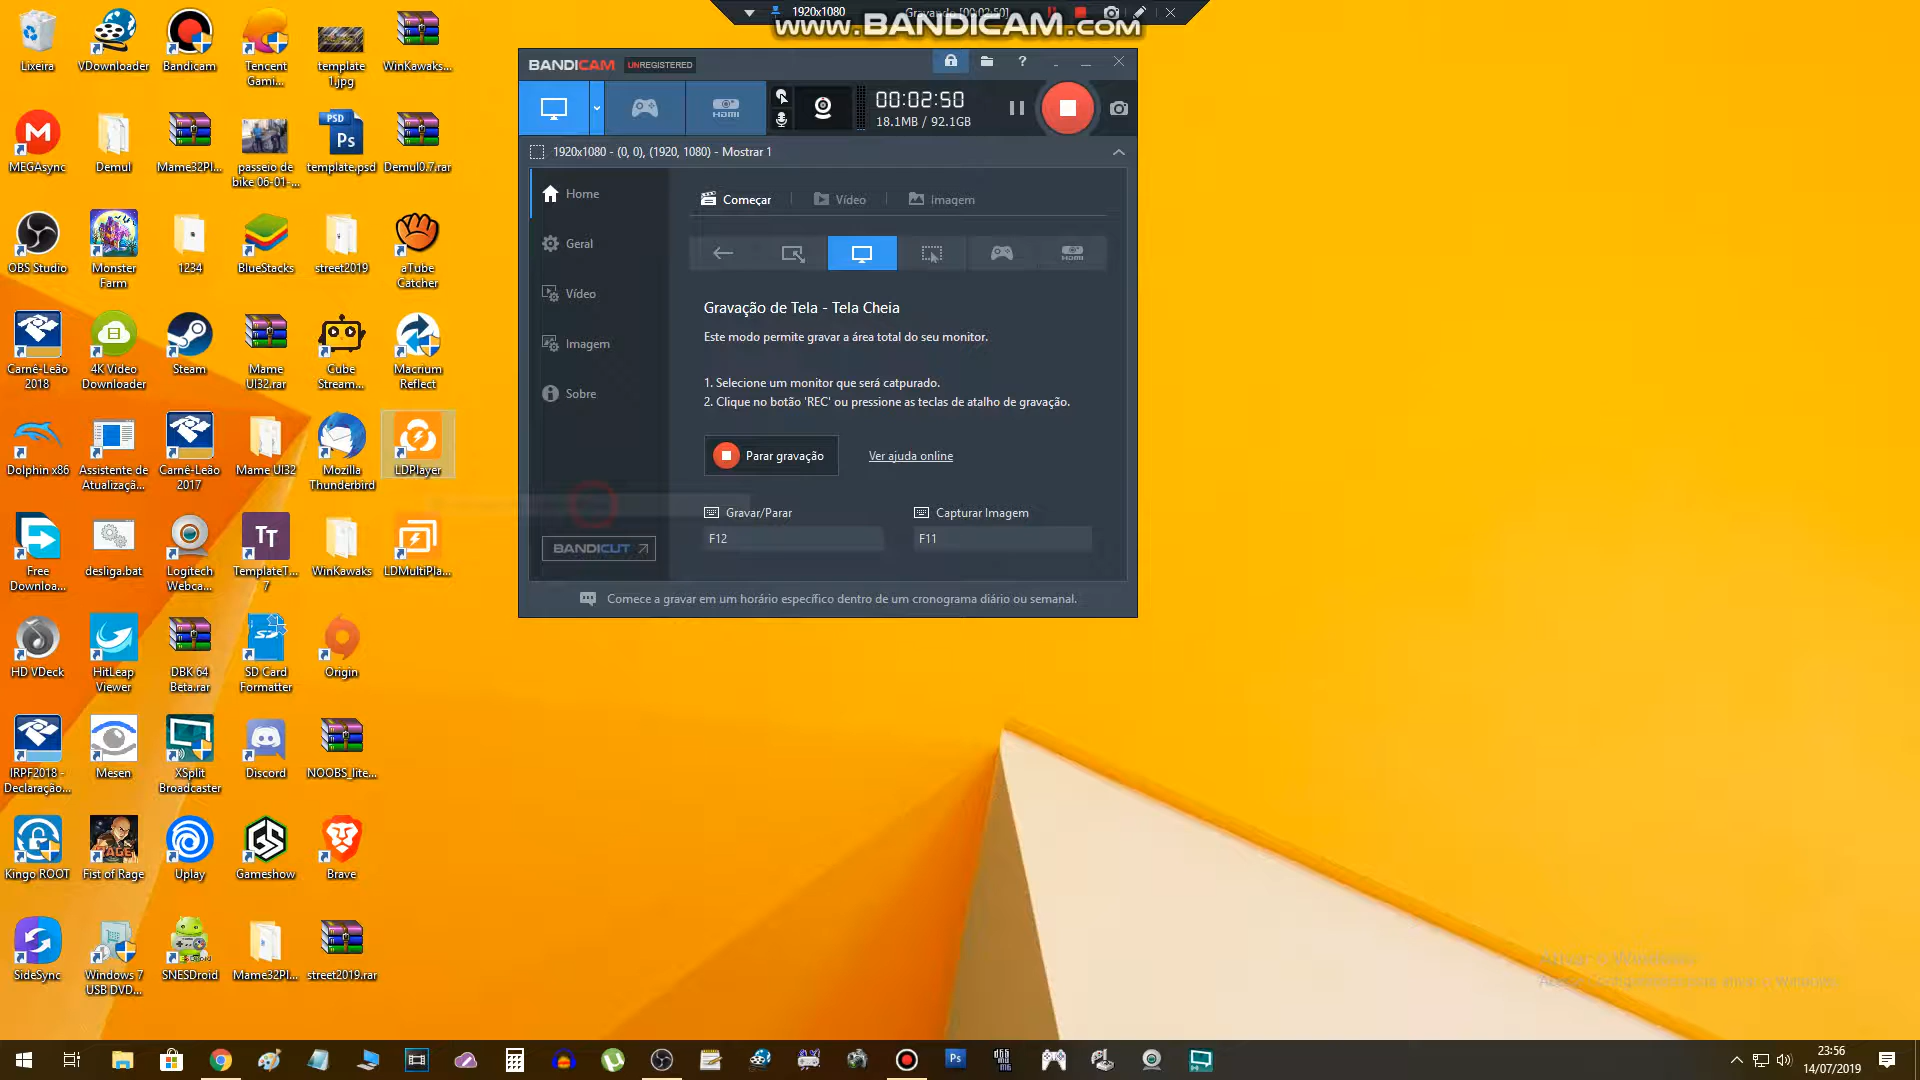 1920x1080
Gravando [00:02:50]
www.BANDICAM.com
BANDICAM UNREGISTERED
00:02:50
18.1MB / 92.1GB
1920x1080 - (0, 0), (1920, 1080) - Mostrar 1
Home
Geral
Vídeo
Imagem
Sobre
BANDICUT
Começar
Vídeo
Imagem
HDMI
HDMI
Gravação de Tela - Tela Cheia
Este modo permite gravar a área total do seu monitor.
1. Selecione um monitor que será catpurado.
2. Clique no botão 'REC' ou pressione as teclas de atalho de gravação.
Parar gravação
Ver ajuda online
Gravar/Parar
Capturar Imagem
F12
F11
Comece a gravar em um horário específico dentro de um cronograma diário ou semanal.
Lixeira
VDownloader
Bandicam
Tencent
Gami...
template
1.jpg
WinKawaks...
MEGAsync
Demul
Mame32Pl...
passeio de
bike 06-01-...
PSD
Ps
template.psd
Demul0.7.rar
OBS Studio
Monster
Farm
1234
BlueStacks
street2019
aTube
Catcher
Carnê-Leão
2018
4K Video
Downloader
Steam
Mame
UI32.rar
Cube
Stream...
Macrium
Reflect
Dolphin x86
Assistente de
Atualizaçã...
Carnê-Leão
2017
Mame UI32
Mozilla
Thunderbird
LDPlayer
Free
Downloa...
desliga.bat
Logitech
Webca...
TT
TemplateT...
7
WinKawaks
LDMultiPla...
HD VDeck
HitLeap
Viewer
DBK 64
Beta.rar
SD Card
Formatter
Origin
IRPF2018 -
Declaração...
Mesen
XSplit
Broadcaster
Discord
NOOBS_lite...
Kingo ROOT
Fist of Rage
Uplay
Gameshow
Brave
SideSync
Windows 7
USB DVD...
SNESDroid
Mame32Pl...
street2019.rar
Ps
23:56
14/07/2019